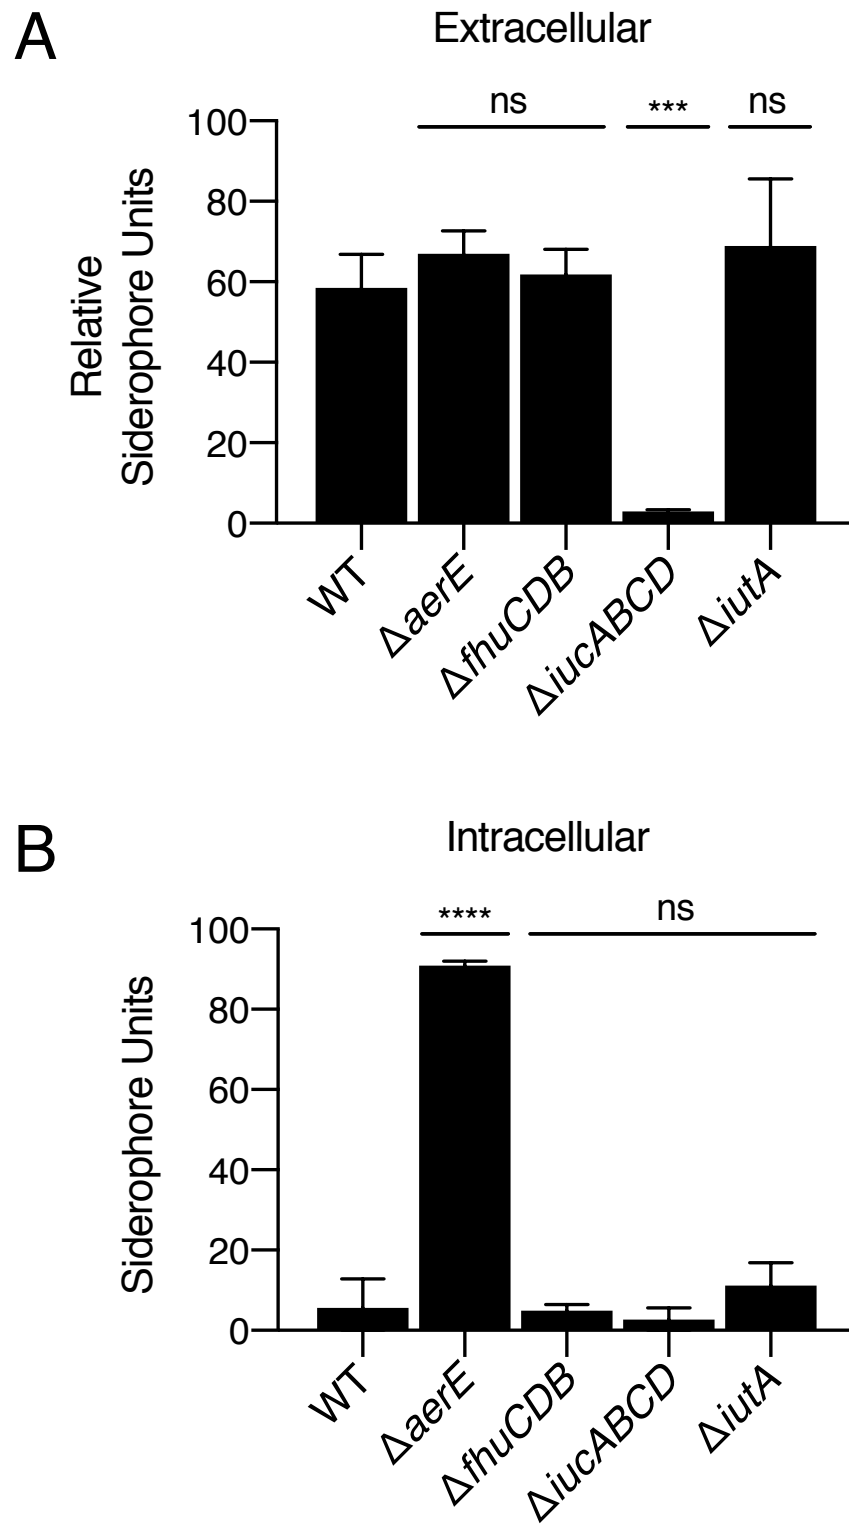 A
Extracellular
ns
***
ns
Relative
Siderophore Units
100
80
60
40
20
0
WT
ΔaerE
ΔfhuCDB
ΔiucABCD
ΔiutA
B
Intracellular
****
ns
Siderophore Units
100
80
60
40
20
0
WT
ΔaerE
ΔfhuCDB
ΔiucABCD
ΔiutA